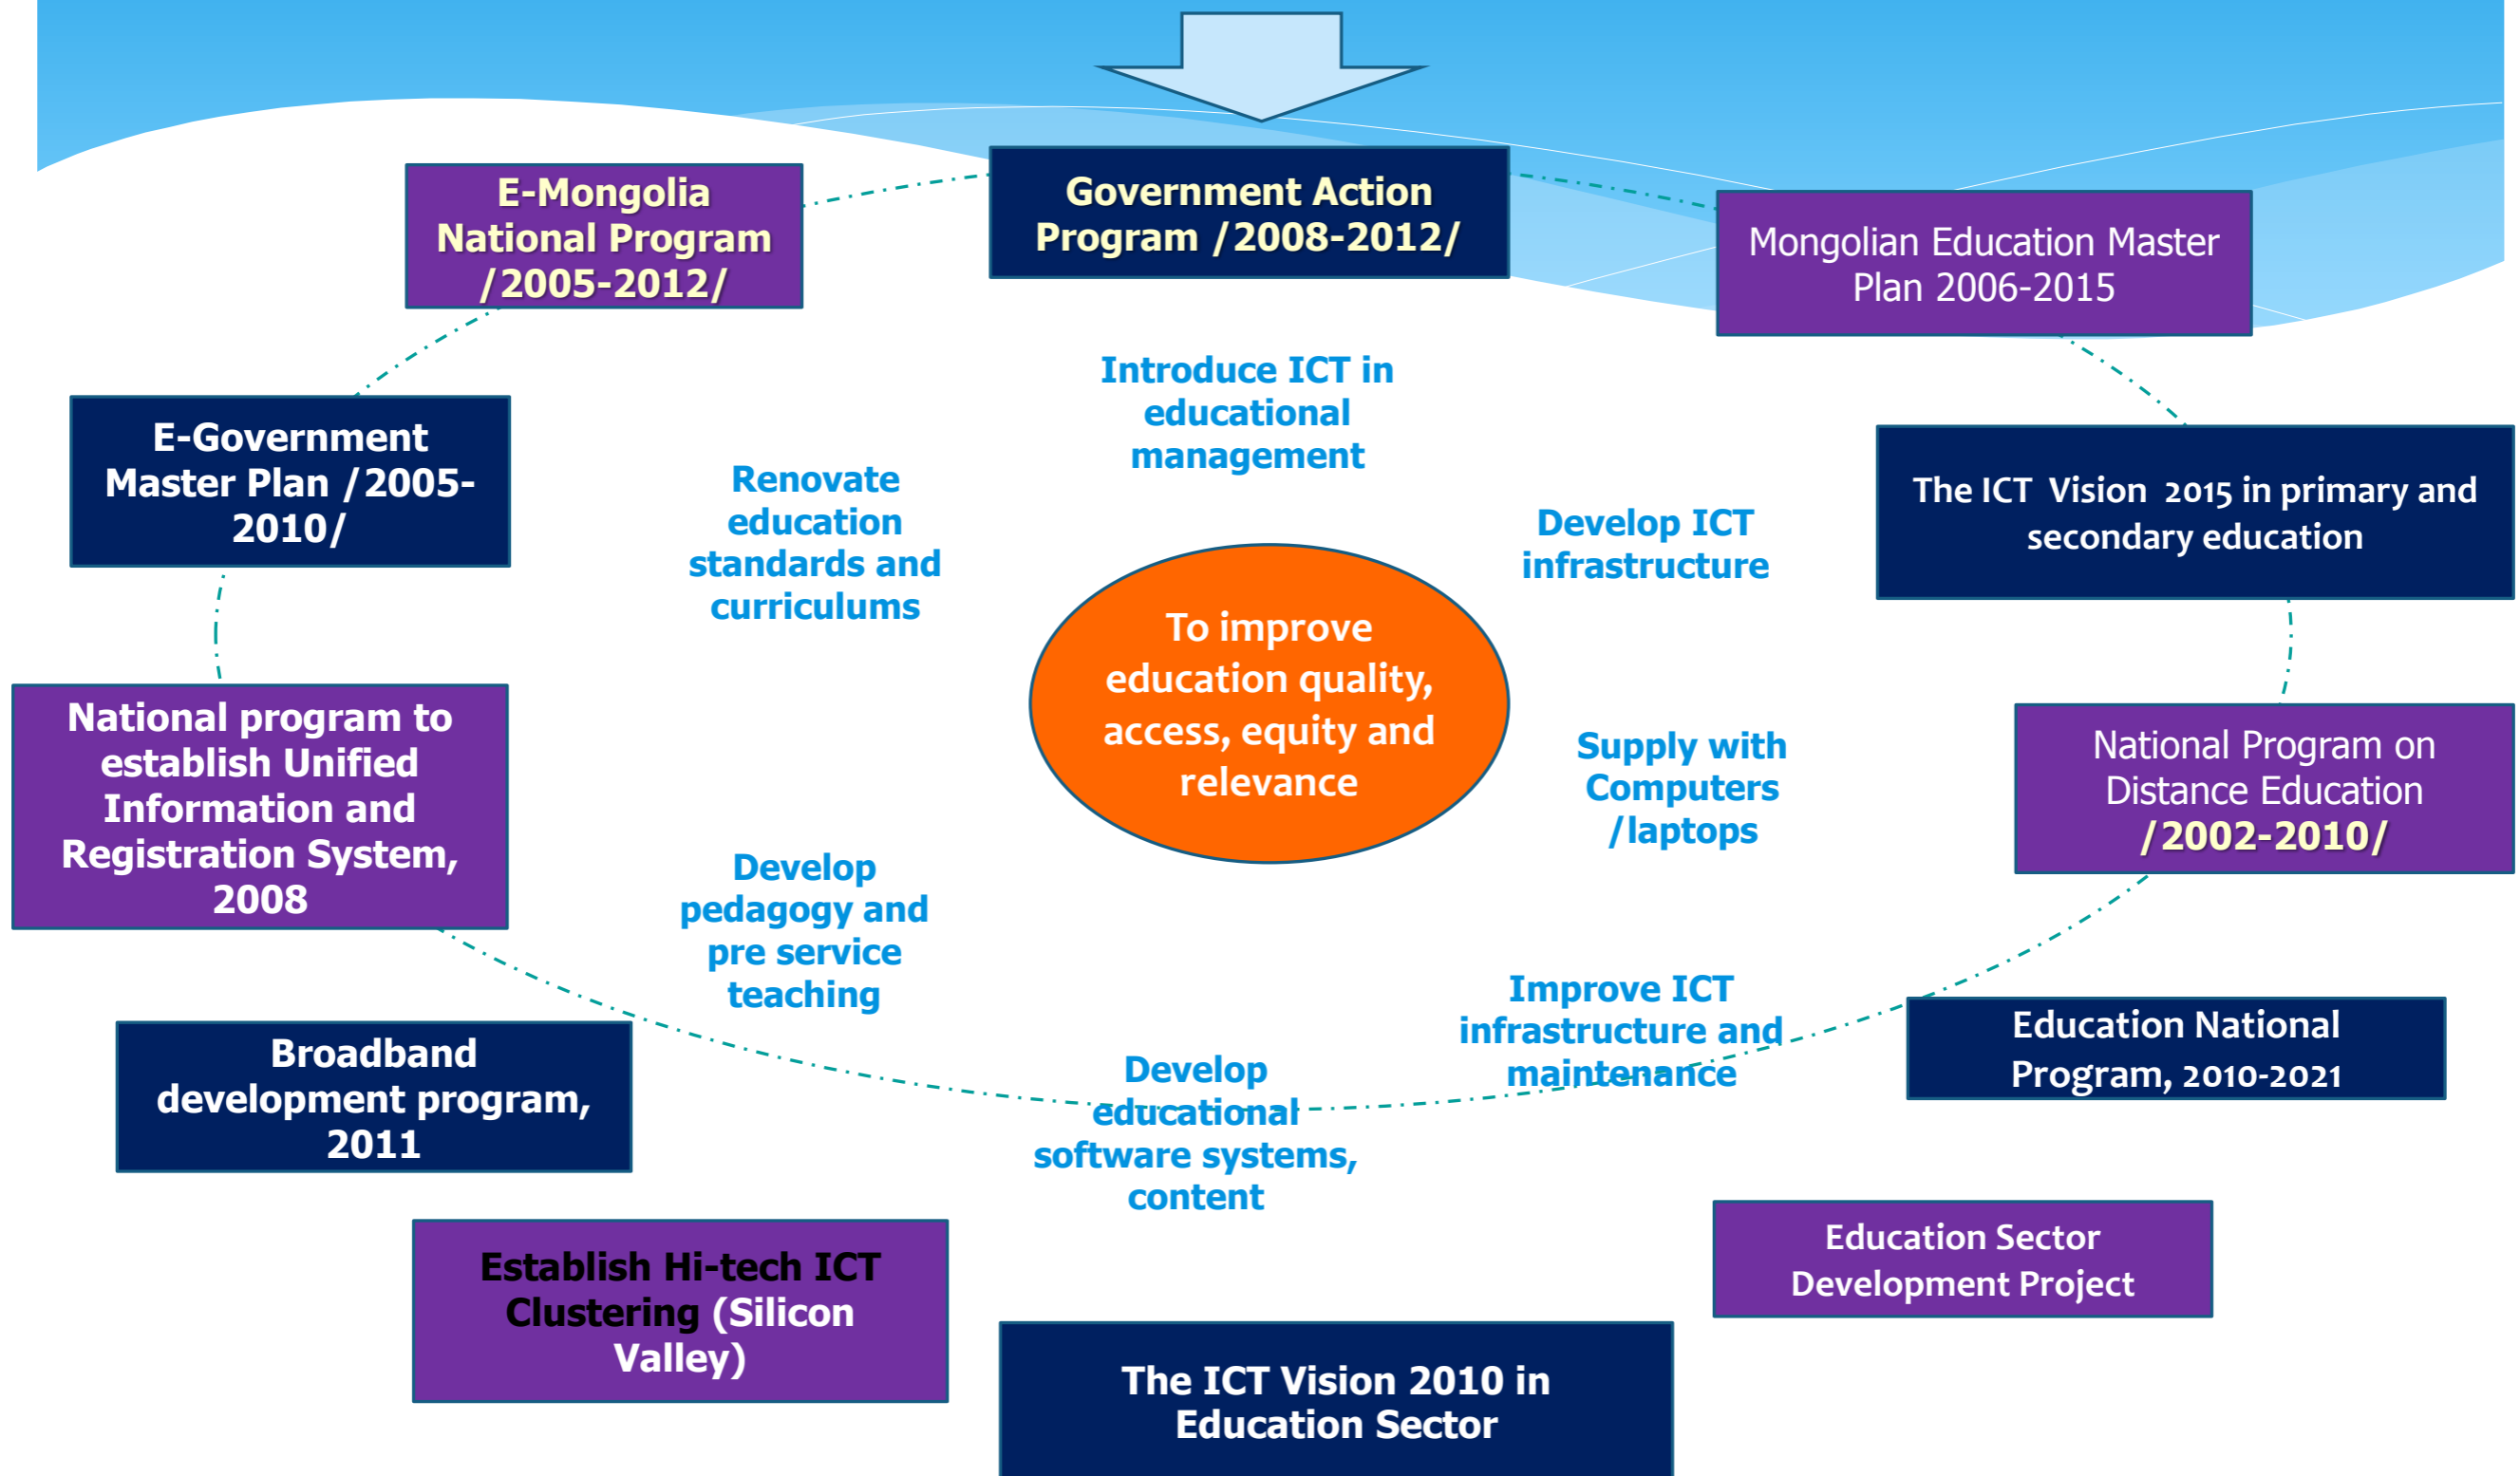 E-Mongolia
National Program
/2005-2012/
Government Action
Program /2008-2012/
Mongolian Education Master
Plan 2006-2015
Introduce ICT in
educational
management
E-Government
Master Plan /2005-
2010/
Renovate
education
standards and
curriculums
Develop ICT
infrastructure
The ICT Vision 2015 in primary and
secondary education
To improve
education quality,
access, equity and
relevance
National program to
establish Unified
Information and
Registration System,
2008
Supply with
Computers
/laptops
National Program on
Distance Education
/2002-2010/
Develop
pedagogy and
pre service
teaching
Improve ICT
infrastructure and
maintenance
Education National
Program, 2010-2021
Broadband
development program,
2011
Develop
educational
software systems,
content
Establish Hi-tech ICT
Clustering (Silicon
Valley)
Education Sector
Development Project
The ICT Vision 2010 in
Education Sector